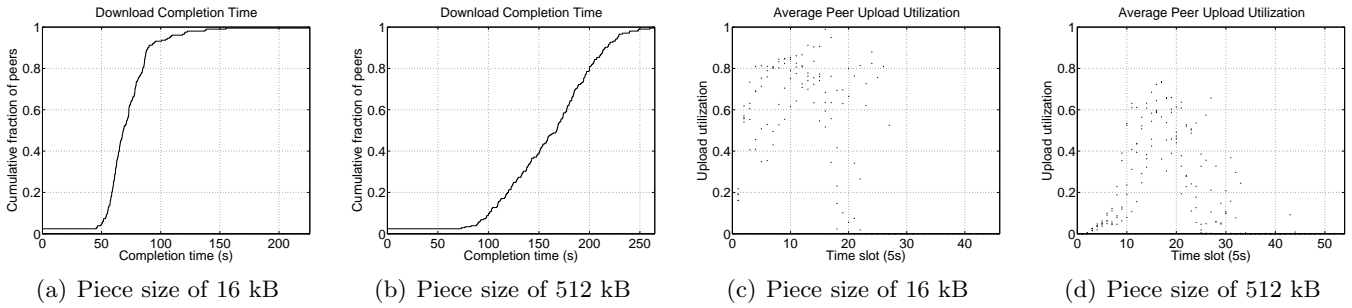 Download Completion Time
Cumulative fraction of peers
1
0.8
0.6
0.4
0.2
0
0 50 100 150 200
Completion time (s)
(a) Piece size of 16 kB
Download Completion Time
Cumulative fraction of peers
1
0.8
0.6
0.4
0.2
0
0 50 100 150 200 250
Completion time (s)
(b) Piece size of 512 kB
Average Peer Upload Utilization
Upload utilization
1
0.8
0.6
0.4
0.2
0
0 10 20 30 40
Time slot (5s)
(c) Piece size of 16 kB
Average Peer Upload Utilization
Upload utilization
1
0.8
0.6
0.4
0.2
0
0 10 20 30 40 50
Time slot (5s)
(d) Piece size of 512 kB